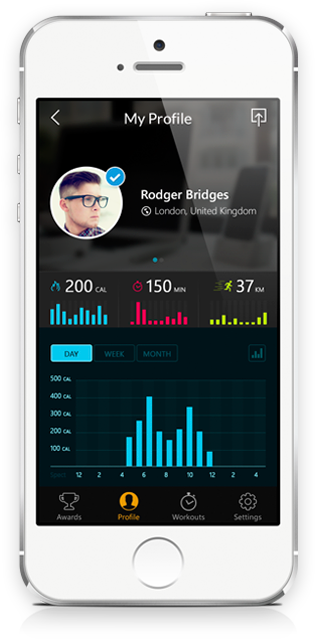 My Profile
Rodger Bridges
London, United Kingdom
200 CAL 150 MIN 37 KM
DAY WEEK MONTH
500 CAL
400 CAL
300 CAL
200 CAL
100 CAL
12 2 4 6 8 10 12 2 4
Awards Profile Workouts Settings